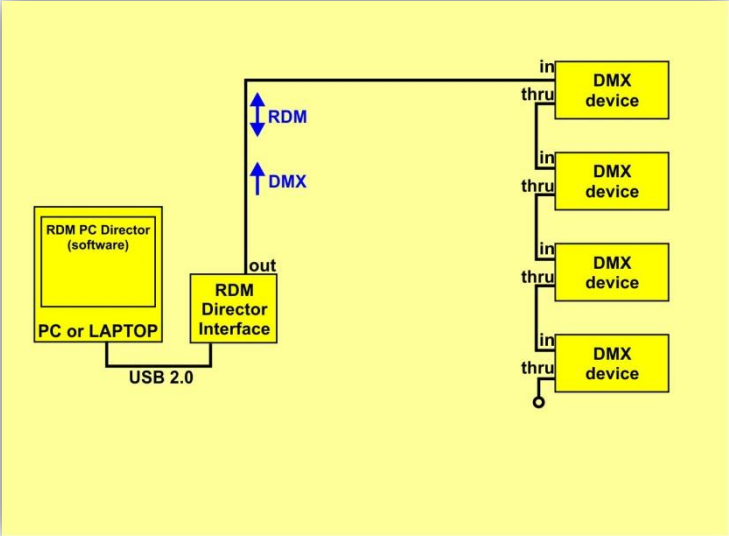 in
DMX
device
thru
RDM
DMX
in
DMX
device
thru
RDM PC Director
(software)
PC or LAPTOP
out
RDM
Director
Interface
USB 2.0
in
DMX
device
thru
in
DMX
device
thru